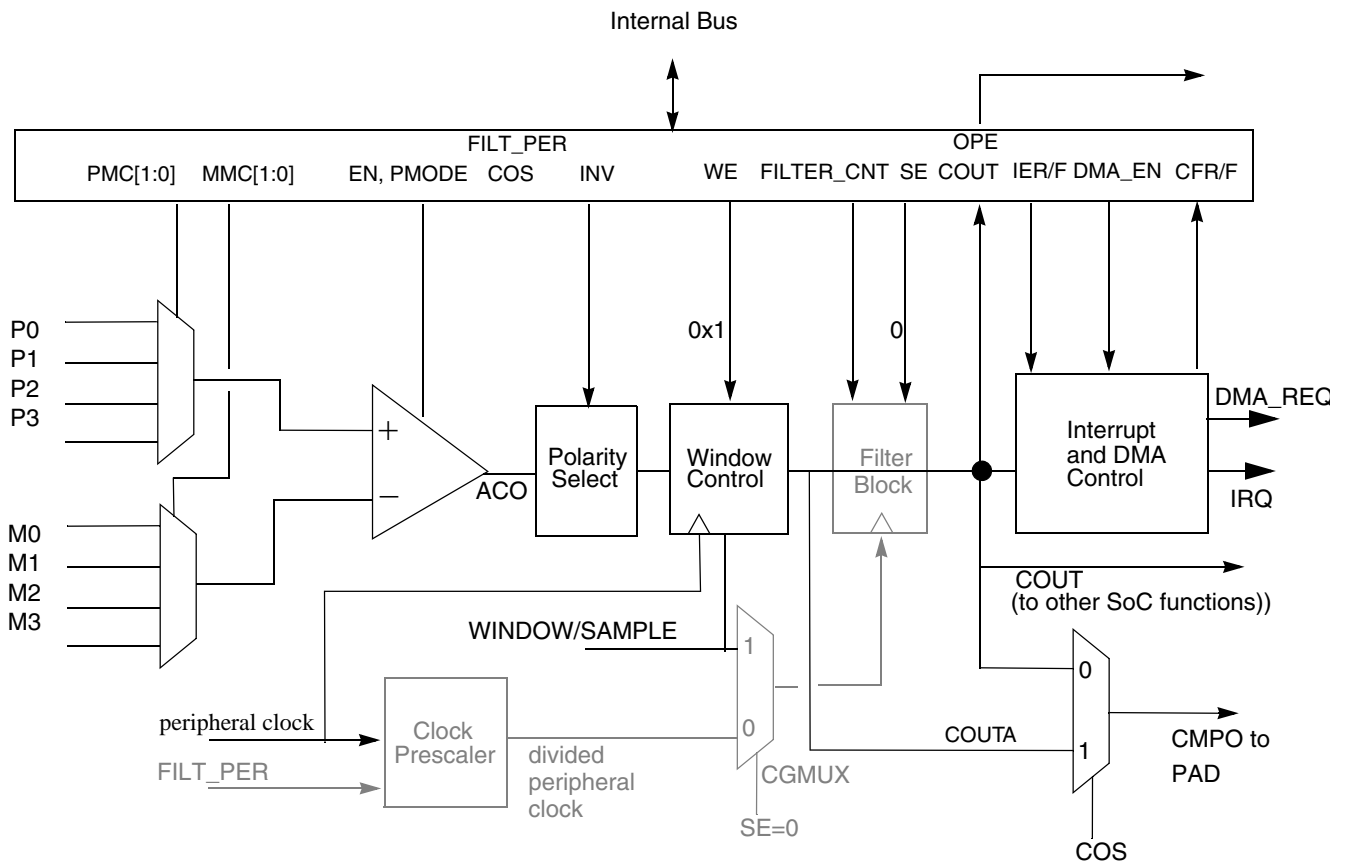 Internal Bus
FILT_PER
OPE
PMC[1:0] MMC[1:0] EN, PMODE COS INV WE FILTER_CNT SE COUT IER/F DMA_EN CFR/F
P0
P1
P2
P3
0x1
0
+
−
ACO
Polarity
Select
Window
Control
Filter
Block
Interrupt
and DMA
Control
DMA_REQ
IRQ
M0
M1
M2
M3
COUT
(to other SoC functions))
WINDOW/SAMPLE
1
0
0
1
peripheral clock
FILT_PER
Clock
Prescaler
divided
peripheral
clock
CGMUX
SE=0
COUTA
CMPO to
PAD
COS